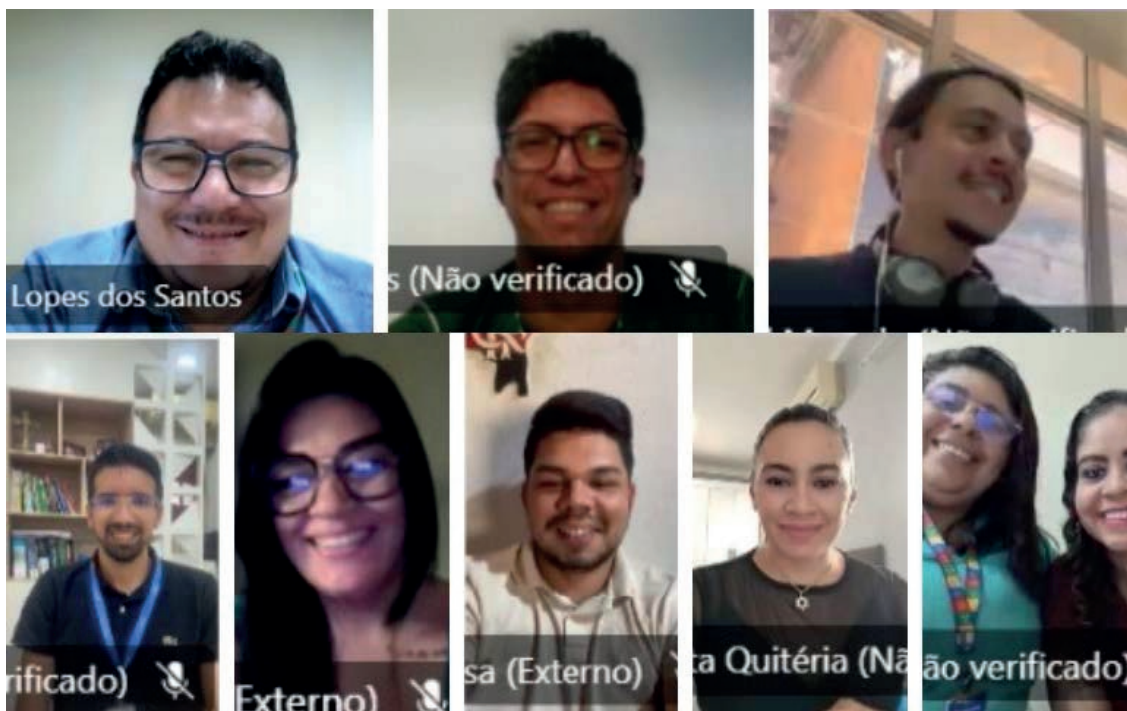 Lopes dos Santos
s (Não verificado)
rificado)
Externo)
sa (Externo)
ta Quitéria (Nã
ão verificado)